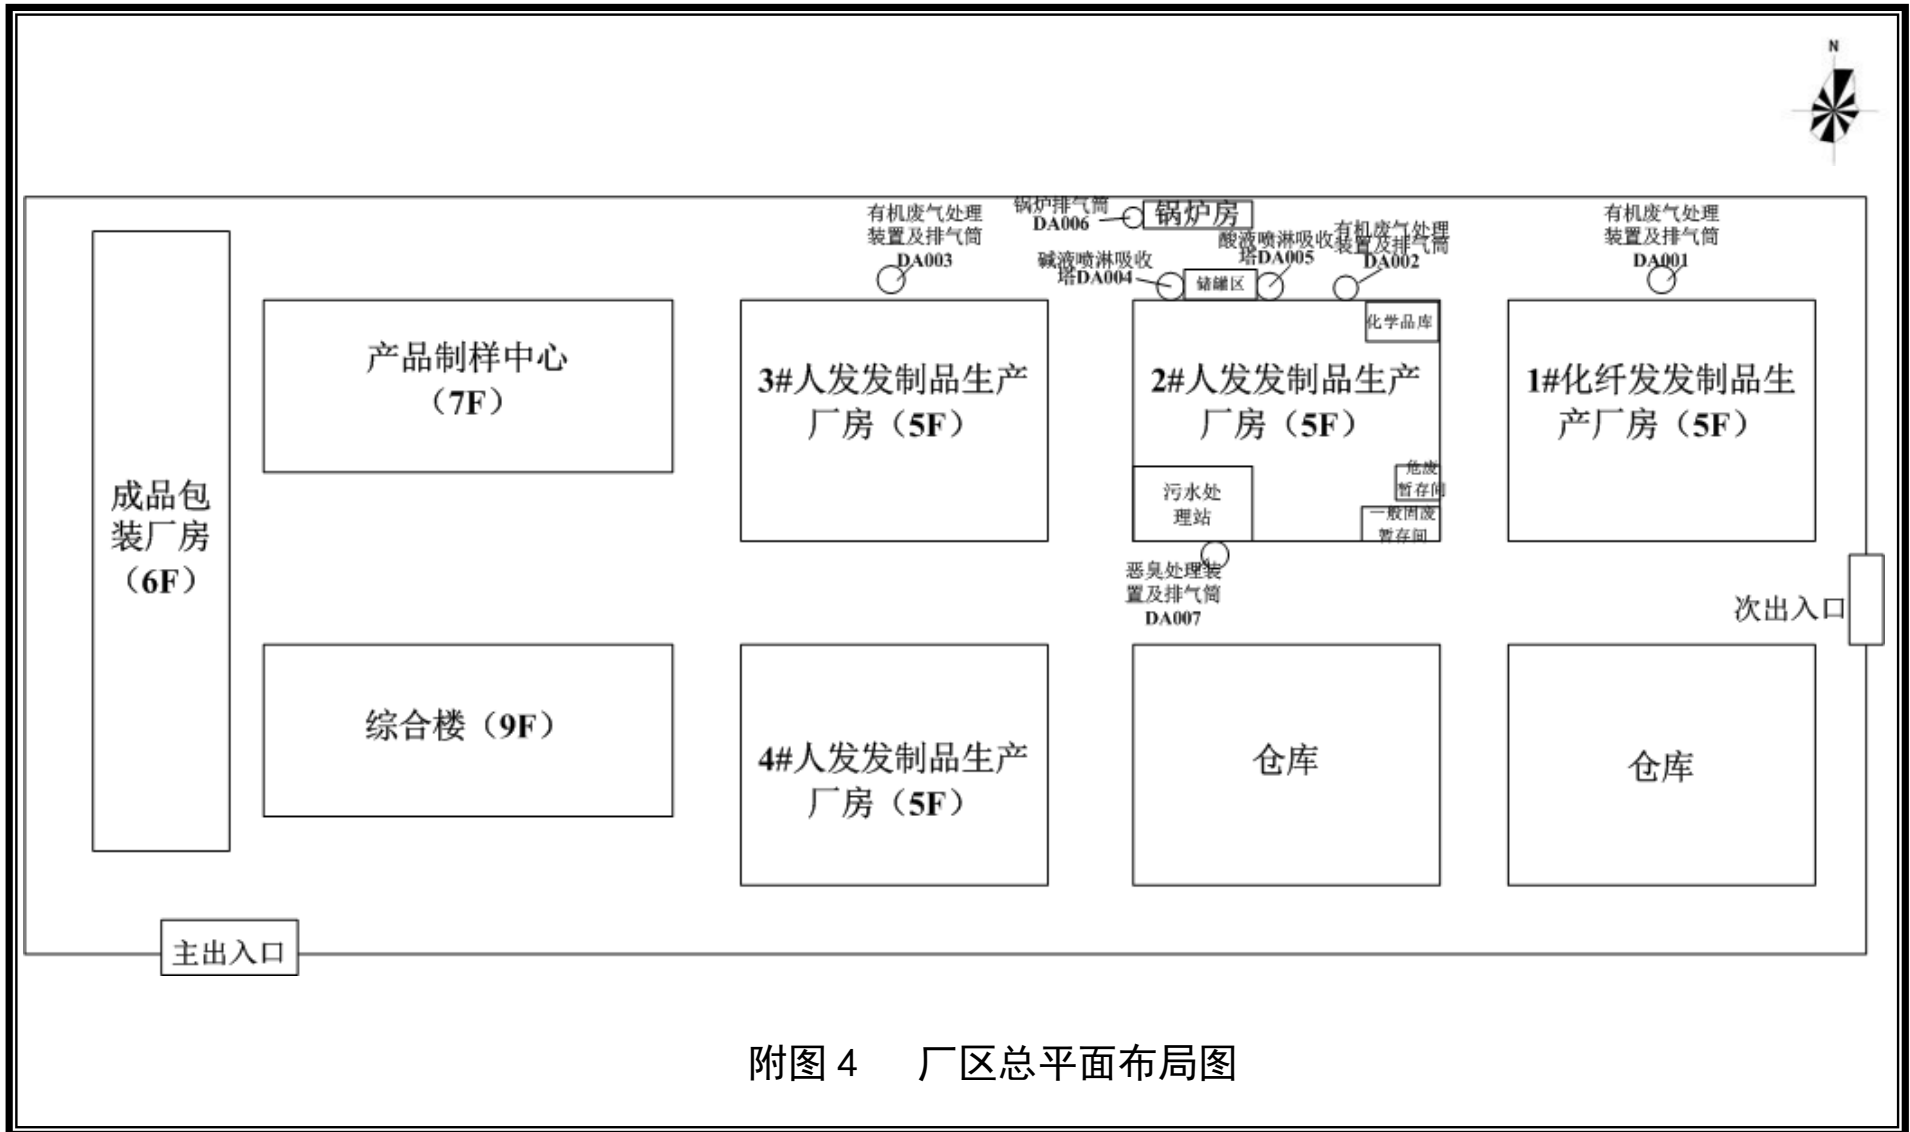 N
有机废气处理
装置及排气筒
DA003
锅炉排气筒
DA006
锅炉房
碱液喷淋吸收
塔DA004
储罐区
酸液喷淋吸收
塔DA005
有机废气处理
装置及排气筒
DA002
有机废气处理
装置及排气筒
DA001
成品包
装厂房
（6F）
产品制样中心
（7F）
3#人发发制品生产
厂房（5F）
2#人发发制品生产
厂房（5F）
化学品库
污水处
理站
危废
暂存间
一般固废
暂存间
1#化纤发发制品生
产厂房（5F）
恶臭处理装
置及排气筒
DA007
次出入口
综合楼（9F）
4#人发发制品生产
厂房（5F）
仓库
仓库
主出入口
附图 4 厂区总平面布局图